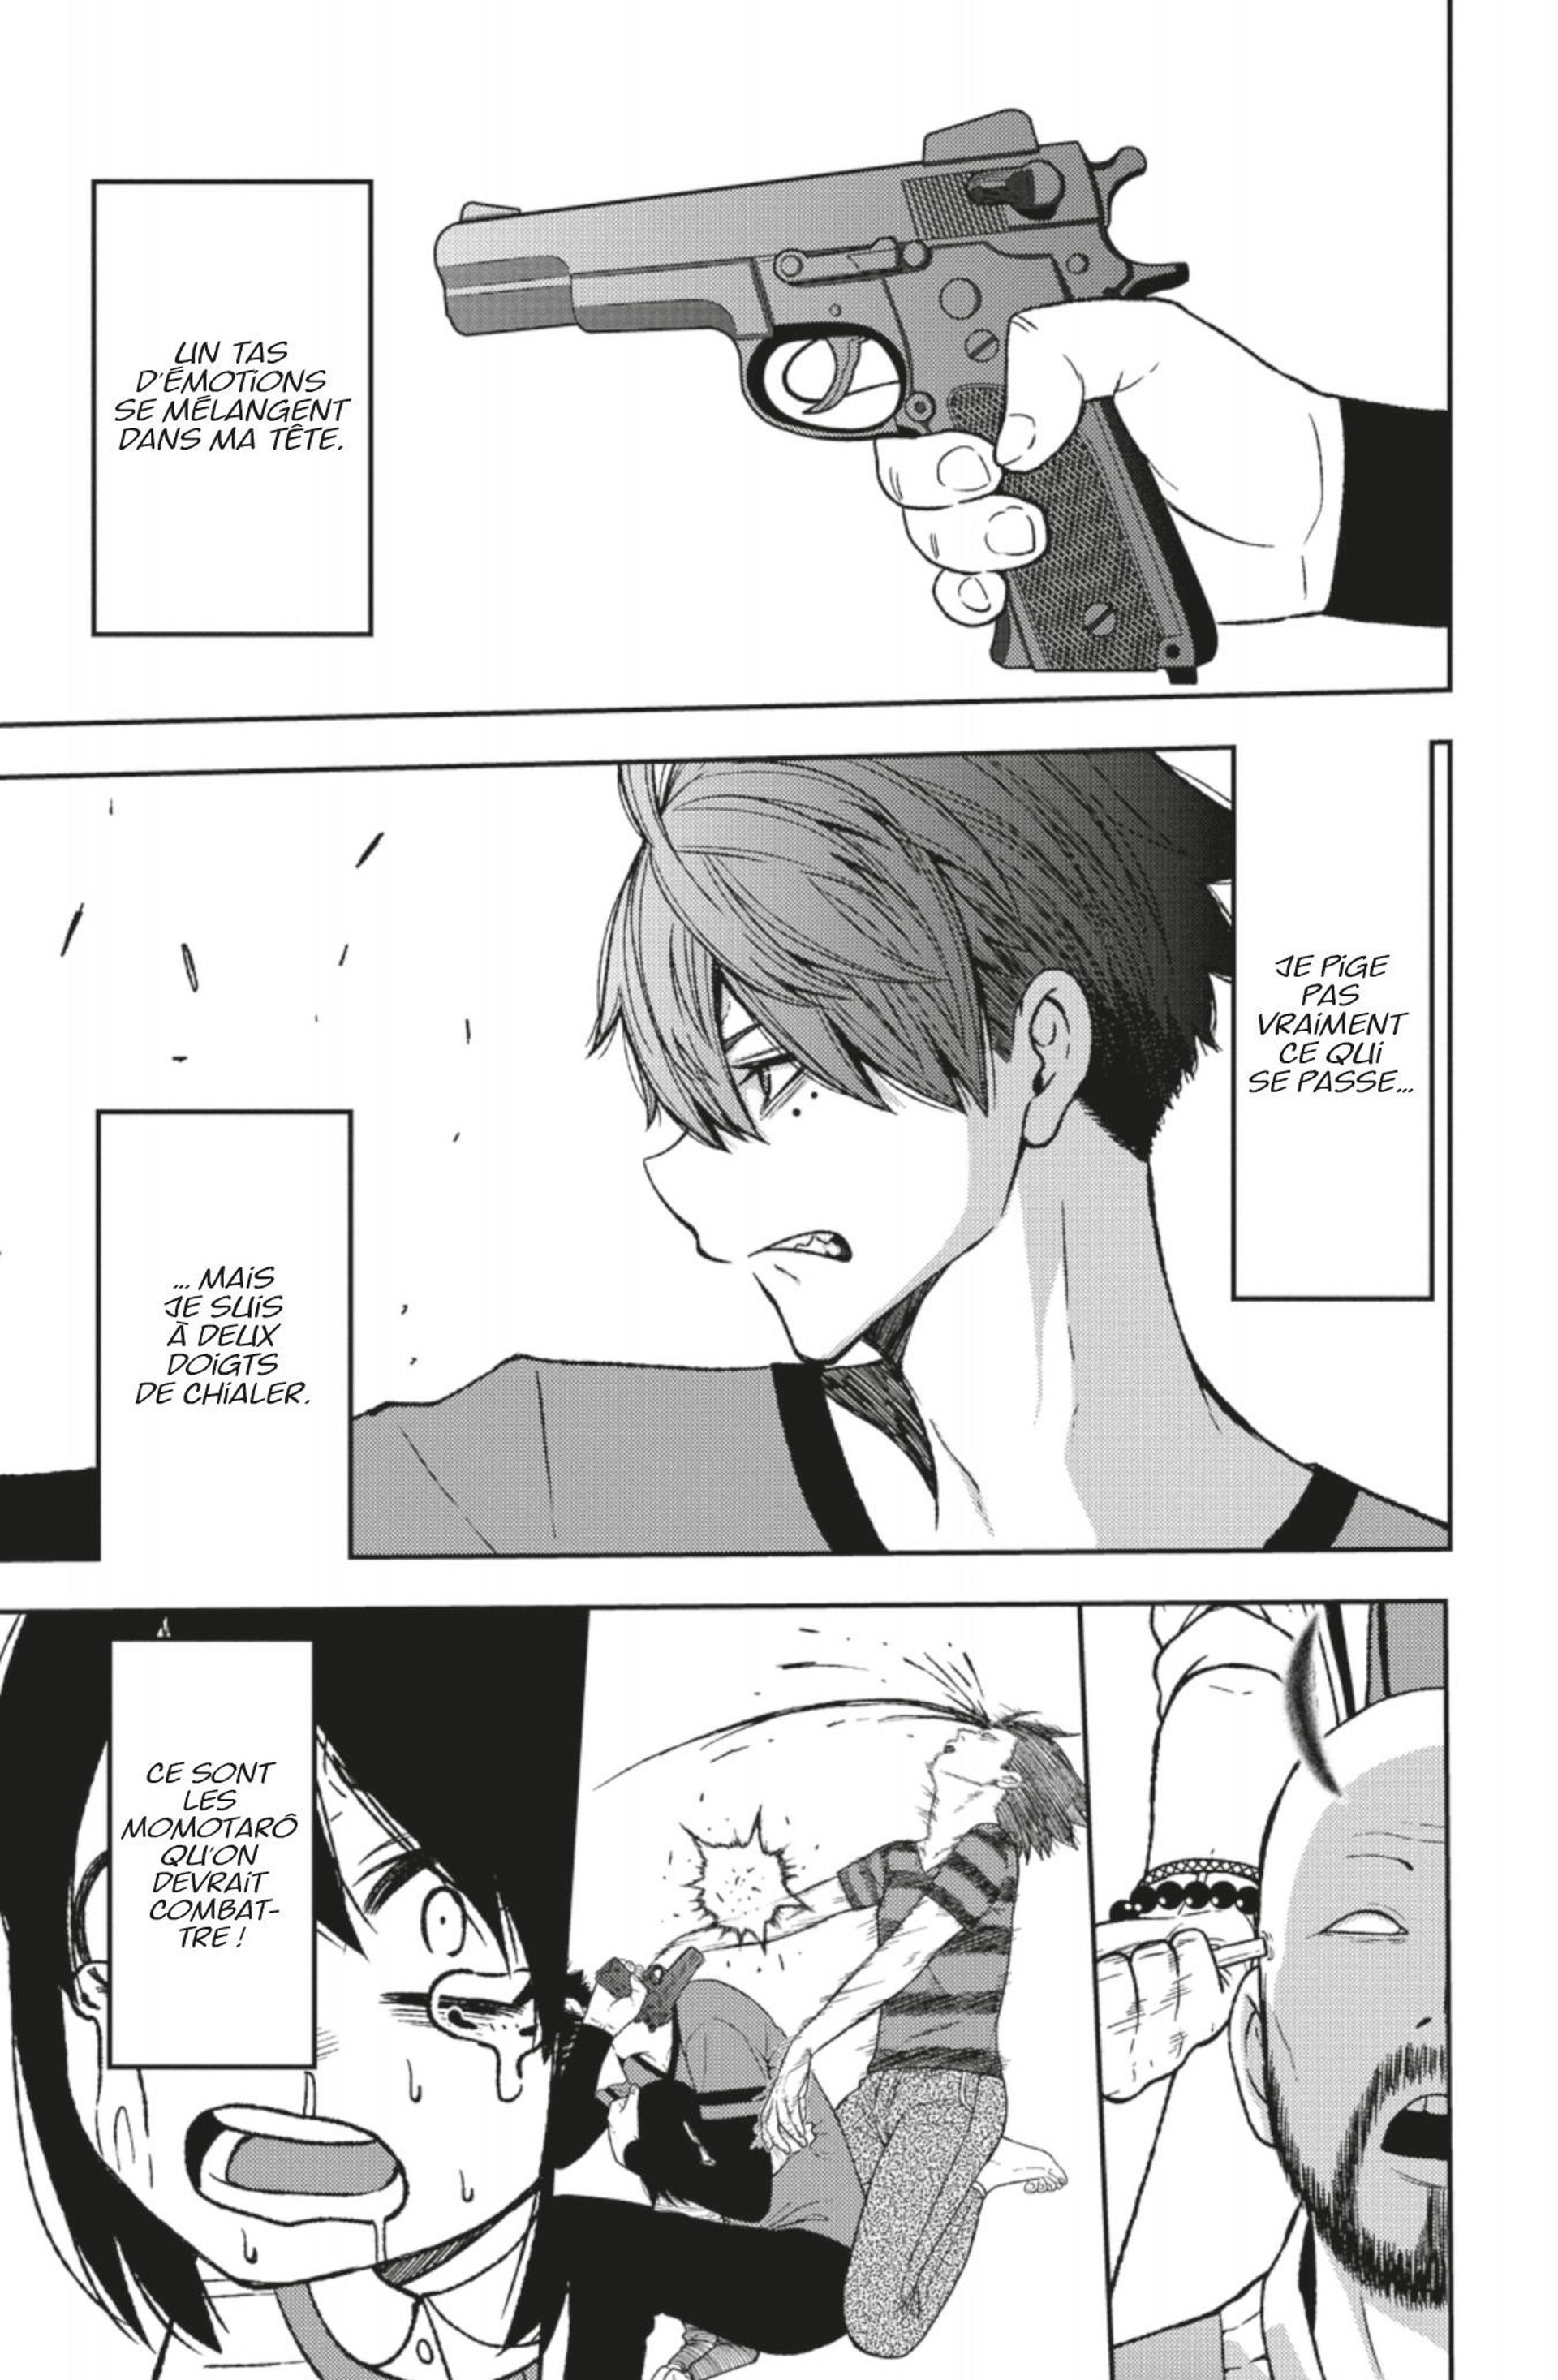 UN TAS
D'ÉMOTIONS
SE MÉLANGENT
DANS MA TÊTE.
JE PIGE
PAS
VRAIMENT
CE QUI
SE PASSE...
... MAIS
JE SUIS
À DEUX
DOIGTS
DE CHIALER.
CE SONT
LES
MOMOTARÔ
QU'ON
DEVRAIT
COMBAT-
TRE !